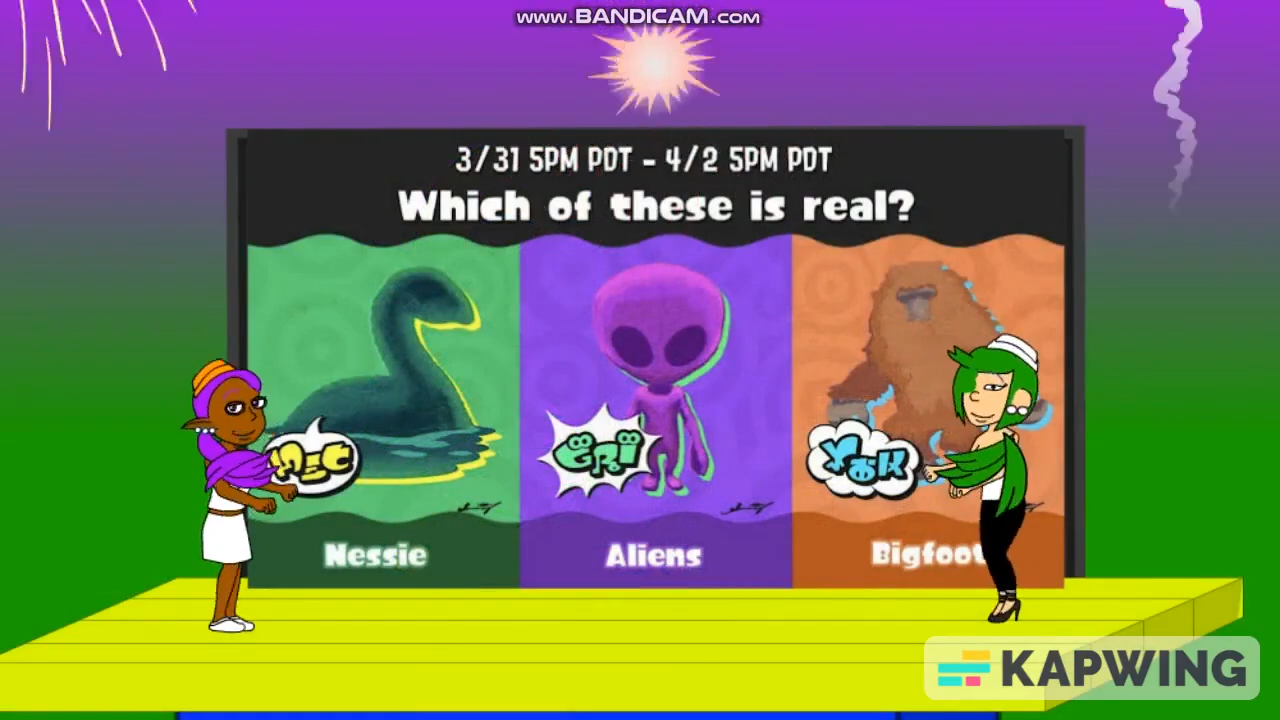 www.BANDICAM.com
3/31 5PM PDT - 4/2 5PM PDT
Which of these is real?
Nessie
Aliens
Bigfoot
KAPWING